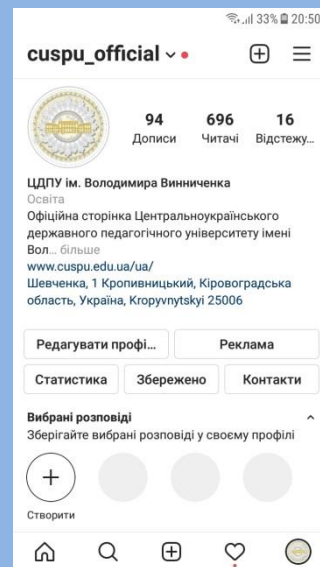 33% 20:50
cuspu_official
94 696 16
Дописи Читачі Відстежу...
ЦДПУ ім. Володимира Винниченка
Освіта
Офіційна сторінка Центральноукраїнського
державного педагогічного університету імені
Вол... більше
www.cuspu.edu.ua/ua/
Шевченка, 1 Кропивницький, Кіровоградська
область, Україна, Kropyvnytskyi 25006
Редагувати профі... Реклама
Статистика Збережено Контакти
Вибрані розповіді
Зберігайте вибрані розповіді у своєму профілі
Створити